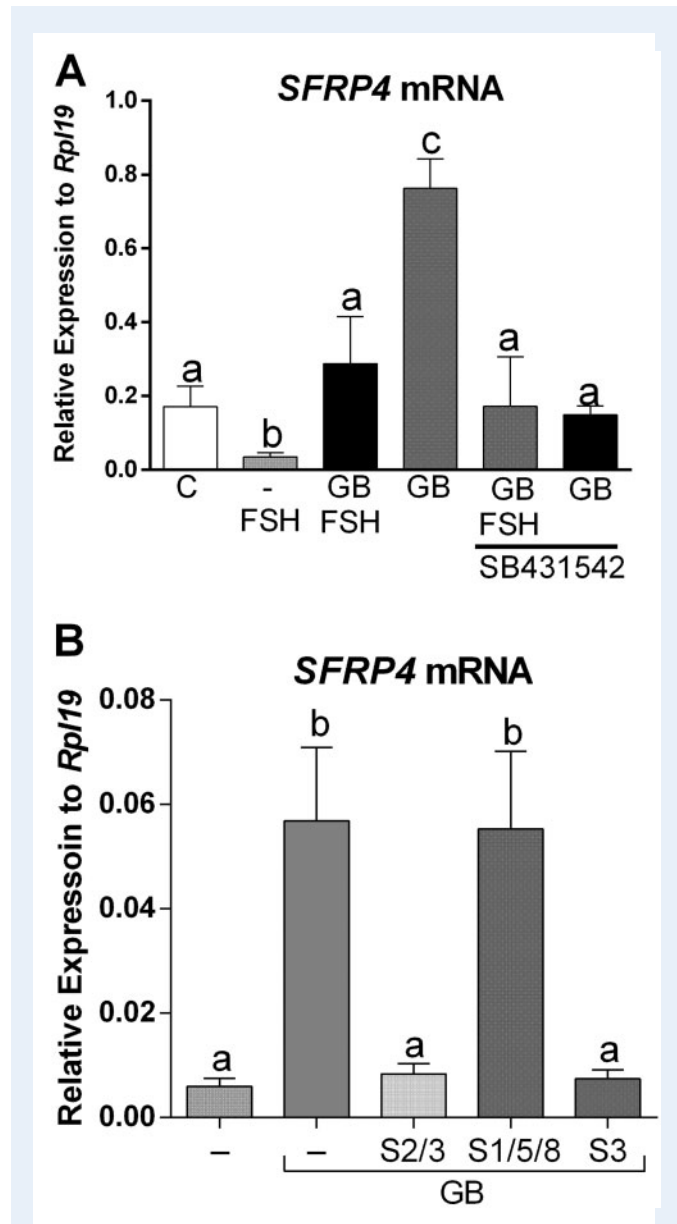 A
SFRP4 mRNA
Relative Expression to Rpl19
1.0
0.8
0.6
0.4
0.2
0.0
a
b
a
c
a
a
C - GB GB GB GB
FSH FSH FSH
SB431542
B
SFRP4 mRNA
Relative Expressoin to Rpl19
0.08
0.06
0.04
0.02
0.00
a
b
a
b
a
– – S2/3 S1/5/8 S3
GB